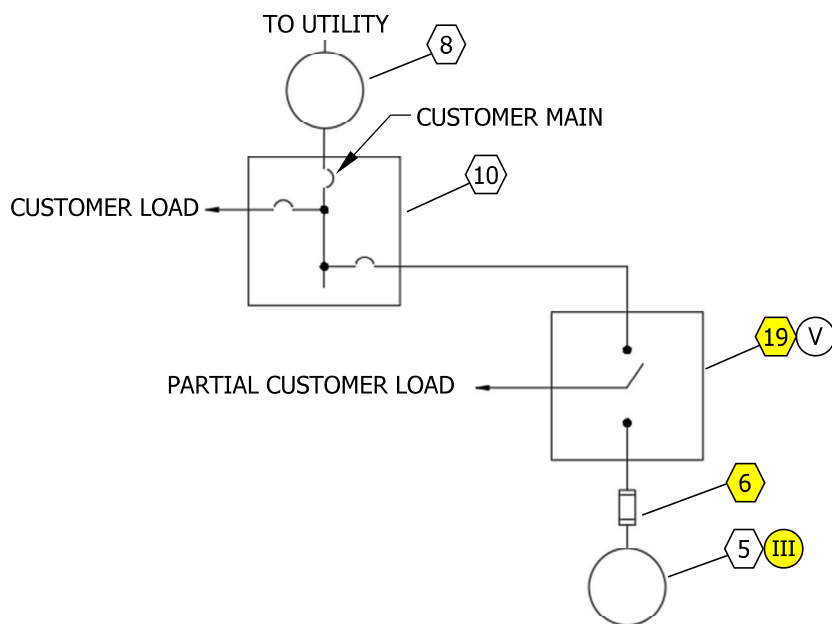 TO UTILITY
8
CUSTOMER MAIN
10
CUSTOMER LOAD
19 V
PARTIAL CUSTOMER LOAD
6
5 III